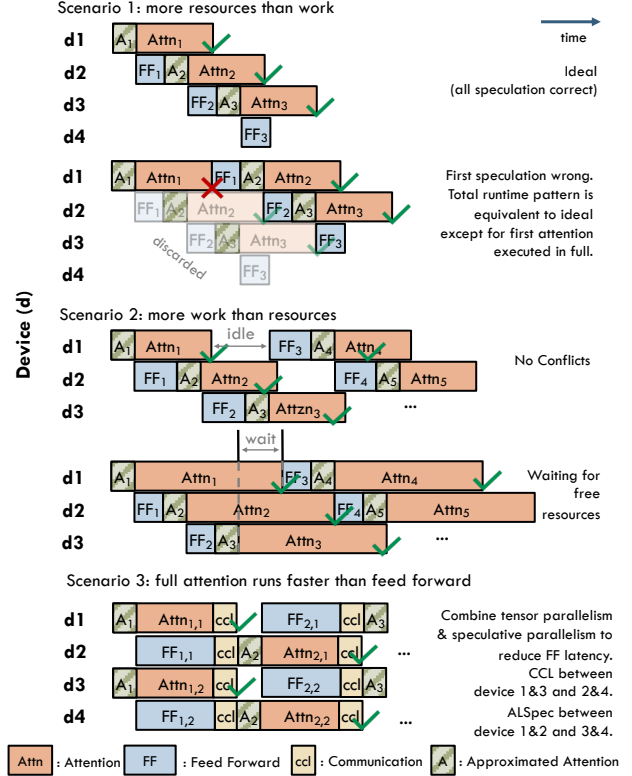 Scenario 1: more resources than work
time
d1 A1 Attn1
d2 FF1 A2 Attn2
d3 FF2 A3 Attn3
d4 FF3
Ideal
(all speculation correct)
d1 A1 Attn1 FF1 A2 Attn2
d2 FF1 A2 Attn2 FF2 A3 Attn3
d3 FF2 A3 Attn3 FF3
d4 FF3
discarded
First speculation wrong.
Total runtime pattern is
equivalent to ideal
except for first attention
executed in full.
Device (d)
Scenario 2: more work than resources
idle
d1 A1 Attn1 FF3 A4 Attn4
d2 FF1 A2 Attn2 FF4 A5 Attn5
d3 FF2 A3 Attzn3 ...
No Conflicts
wait
d1 A1 Attn1 FF3 A4 Attn4
d2 FF1 A2 Attn2 FF4 A5 Attn5
d3 FF2 A3 Attn3 ...
Waiting for
free
resources
Scenario 3: full attention runs faster than feed forward
d1 A1 Attn1,1 ccl FF2,1 ccl A3
d2 FF1,1 ccl A2 Attn2,1 ccl ...
d3 A1 Attn1,2 ccl FF2,2 ccl A3
d4 FF1,2 ccl A2 Attn2,2 ccl ...
Combine tensor parallelism
& speculative parallelism to
reduce FF latency.
CCL between
device 1&3 and 2&4.
ALSpec between
device 1&2 and 3&4.
Attn : Attention FF : Feed Forward ccl : Communication A : Approximated Attention